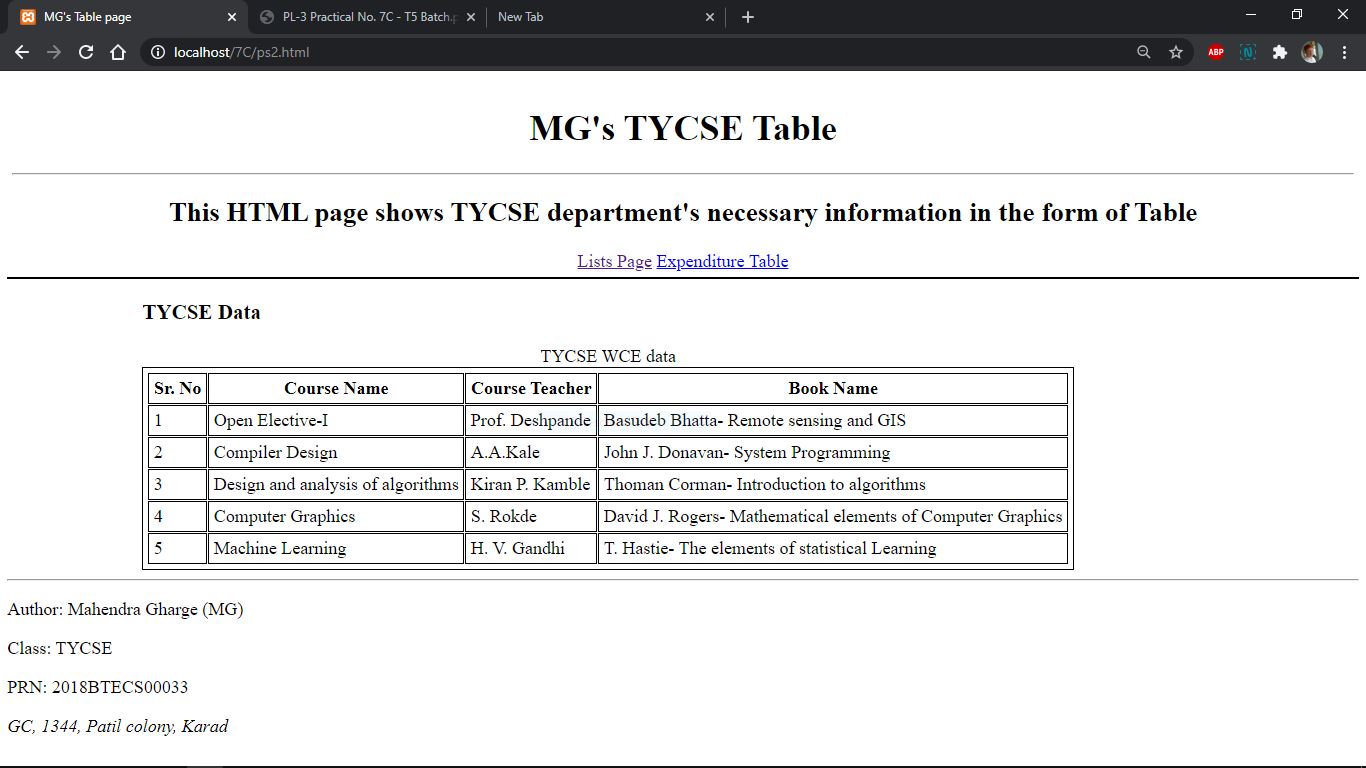 MG's Table page
PL-3 Practical No. 7C - T5 Batch.p
New Tab
localhost/7C/ps2.html
ABP
N
MG's TYCSE Table
This HTML page shows TYCSE department's necessary information in the form of Table
Lists Page Expenditure Table
TYCSE Data
TYCSE WCE data
Sr. No Course Name Course Teacher Book Name
1 Open Elective-I Prof. Deshpande Basudeb Bhatta- Remote sensing and GIS
2 Compiler Design A.A.Kale John J. Donavan- System Programming
3 Design and analysis of algorithms Kiran P. Kamble Thoman Corman- Introduction to algorithms
4 Computer Graphics S. Rokde David J. Rogers- Mathematical elements of Computer Graphics
5 Machine Learning H. V. Gandhi T. Hastie- The elements of statistical Learning
Author: Mahendra Gharge (MG)
Class: TYCSE
PRN: 2018BTECS00033
GC, 1344, Patil colony, Karad